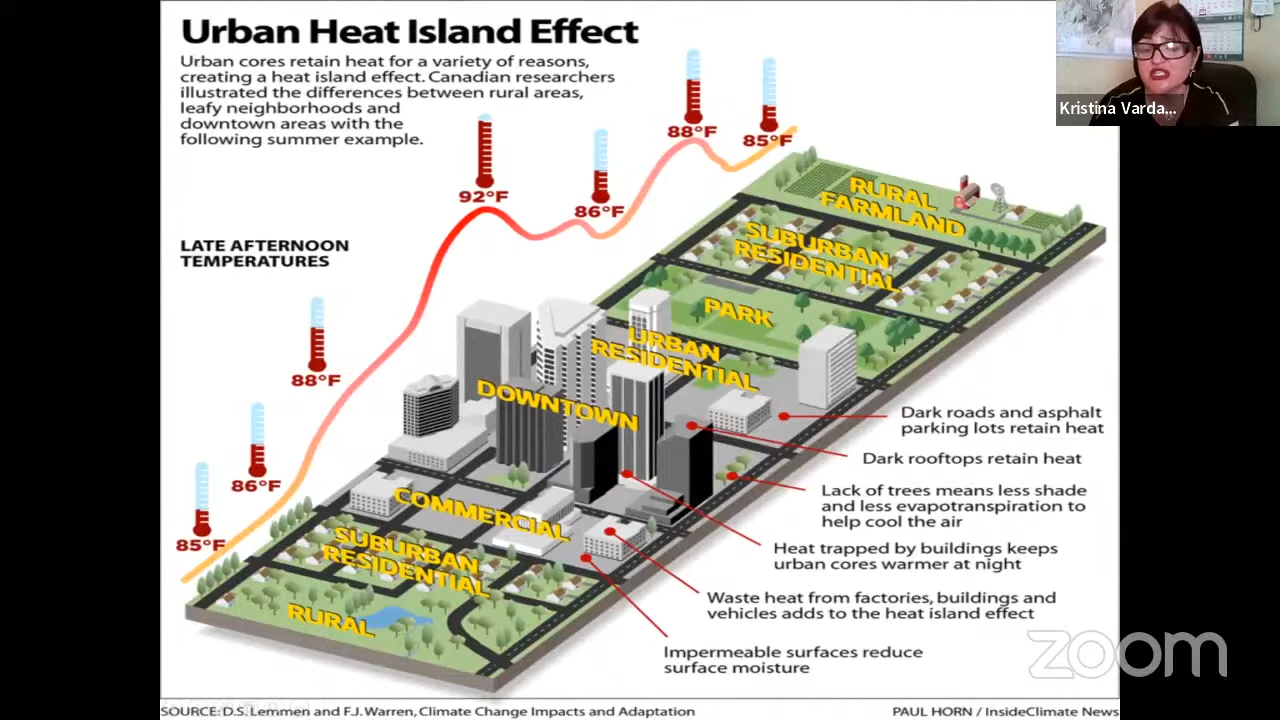 Urban Heat Island Effect
Urban cores retain heat for a variety of reasons,
creating a heat island effect. Canadian researchers
illustrated the differences between rural areas,
leafy neighborhoods and
downtown areas with the
following summer example.
Kristina Varda...
88°F
85°F
92°F
86°F
LATE AFTERNOON
TEMPERATURES
88°F
86°F
85°F
RURAL
FARMLAND
SUBURBAN
RESIDENTIAL
PARK
URBAN
RESIDENTIAL
DOWNTOWN
COMMERCIAL
SUBURBAN
RESIDENTIAL
RURAL
Dark roads and asphalt
parking lots retain heat
Dark rooftops retain heat
Lack of trees means less shade
and less evapotranspiration to
help cool the air
Heat trapped by buildings keeps
urban cores warmer at night
Waste heat from factories, buildings and
vehicles adds to the heat island effect
Impermeable surfaces reduce
surface moisture
zoom
SOURCE: D.S. Lemmen and F.J. Warren, Climate Change Impacts and Adaptation
PAUL HORN / InsideClimate News